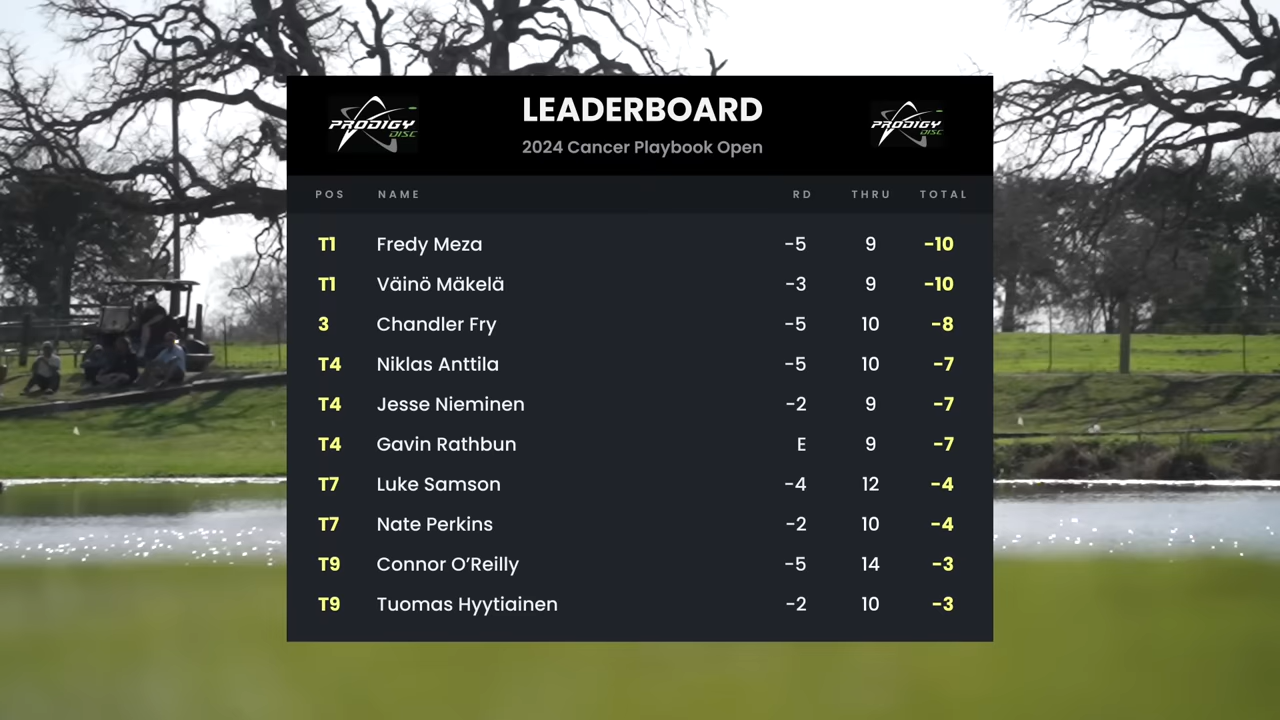 PRODIGY DISC
LEADERBOARD
PRODIGY DISC
2024 Cancer Playbook Open
POS NAME RD THRU TOTAL
T1 Fredy Meza -5 9 -10
T1 Väinö Mäkelä -3 9 -10
3 Chandler Fry -5 10 -8
T4 Niklas Anttila -5 10 -7
T4 Jesse Nieminen -2 9 -7
T4 Gavin Rathbun E 9 -7
T7 Luke Samson -4 12 -4
T7 Nate Perkins -2 10 -4
T9 Connor O’Reilly -5 14 -3
T9 Tuomas Hyytiainen -2 10 -3